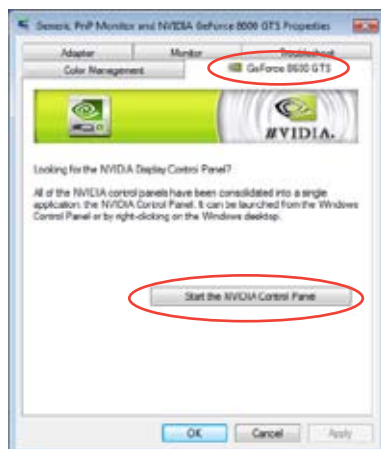 Generic PnP Monitor and NVIDIA GeForce 8600 GTS Properties
Adapter Monitor Troubleshoot
Color Management GeForce 8600 GTS
NVIDIA.
Looking for the NVIDIA Display Control Panel?
All of the NVIDIA control panels have been consolidated into a single
application: the NVIDIA Control Panel. It can be launched from the Windows
Control Panel or by right-clicking on the Windows desktop.
Start the NVIDIA Control Panel
OK Cancel Apply